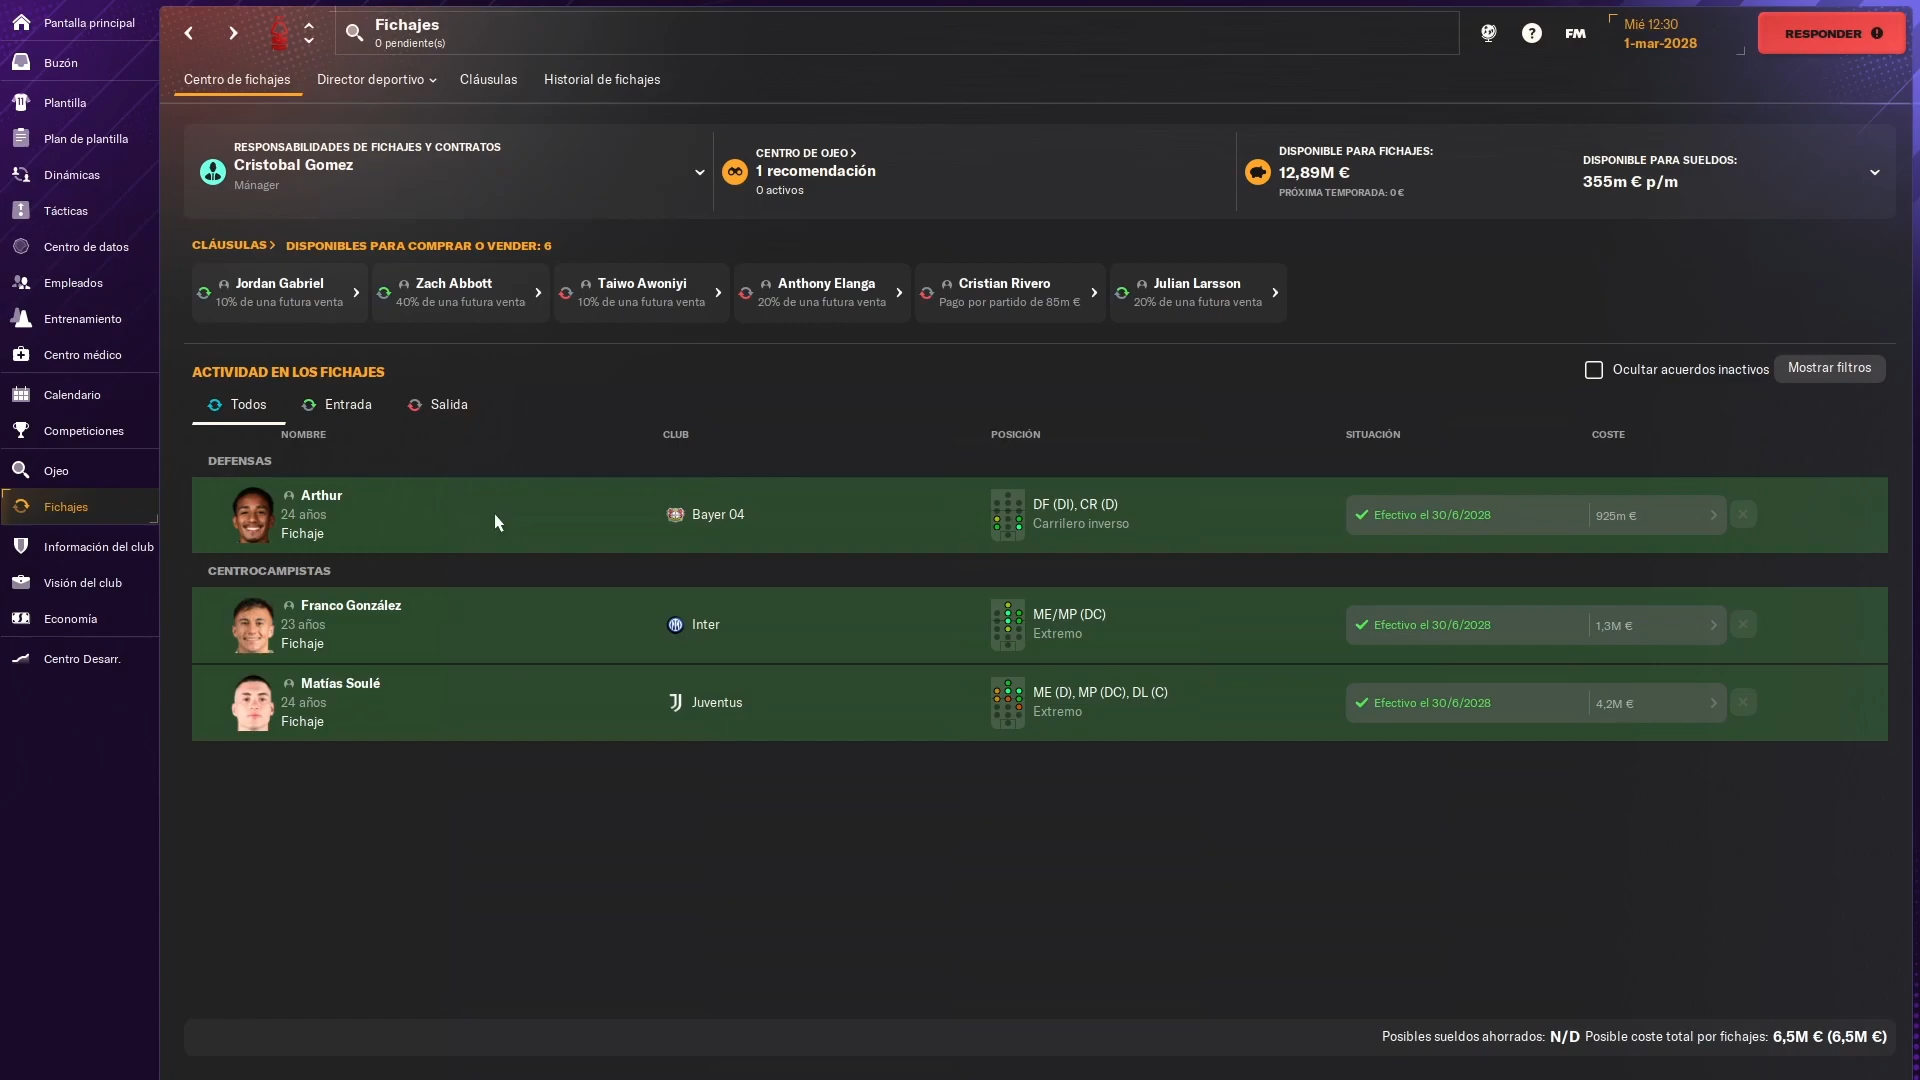 Pantalla principal
Buzón
Plantilla
Plan de plantilla
Dinámicas
Tácticas
Centro de datos
Empleados
Entrenamiento
Centro médico
Calendario
Competiciones
Ojeo
Fichajes
Información del club
Visión del club
Economía
Centro Desarr.
Fichajes
0 pendiente(s)
FM
Mié 12:30
1-mar-2028
RESPONDER
Centro de fichajes Director deportivo Cláusulas Historial de fichajes
RESPONSABILIDADES DE FICHAJES Y CONTRATOS
Cristobal Gomez
Mánager
CENTRO DE OJEO >
1 recomendación
0 activos
DISPONIBLE PARA FICHAJES:
12,89M €
PRÓXIMA TEMPORADA: 0 €
DISPONIBLE PARA SUELDOS:
355m € p/m
CLÁUSULAS > DISPONIBLES PARA COMPRAR O VENDER: 6
Jordan Gabriel
10% de una futura venta
Zach Abbott
40% de una futura venta
Taiwo Awoniyi
10% de una futura venta
Anthony Elanga
20% de una futura venta
Cristian Rivero
Pago por partido de 85m €
Julian Larsson
20% de una futura venta
ACTIVIDAD EN LOS FICHAJES
Ocultar acuerdos inactivos
Mostrar filtros
Todos Entrada Salida
NOMBRE CLUB POSICIÓN SITUACIÓN COSTE
DEFENSAS
Arthur
24 años
Fichaje
Bayer 04
DF (DI), CR (D)
Carrilero inverso
Efectivo el 30/6/2028
925m €
CENTROCAMPISTAS
Franco González
23 años
Fichaje
Inter
ME/MP (DC)
Extremo
Efectivo el 30/6/2028
1,3M €
Matías Soulé
24 años
Fichaje
Juventus
ME (D), MP (DC), DL (C)
Extremo
Efectivo el 30/6/2028
4,2M €
Posibles sueldos ahorrados: N/D Posible coste total por fichajes: 6,5M € (6,5M €)